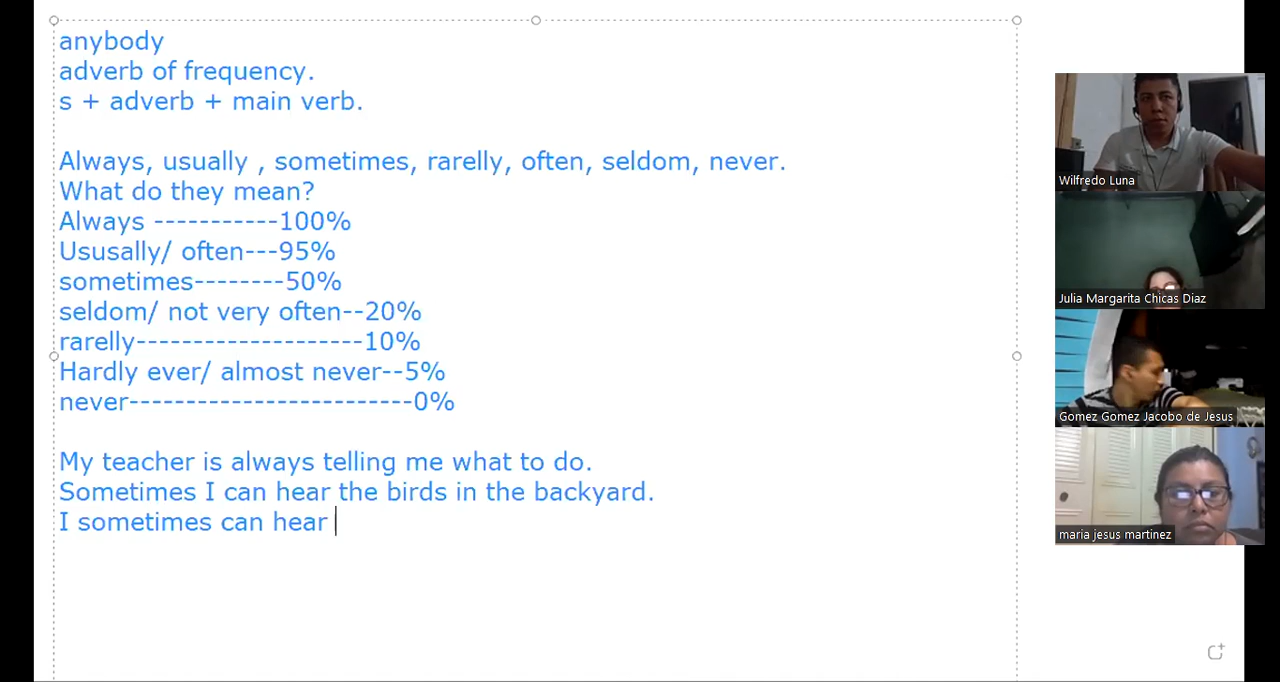 anybody
adverb of frequency.
s + adverb + main verb.
Always, usually , sometimes, rarelly, often, seldom, never.
What do they mean?
Always -----------100%
Ususally/ often---95%
sometimes--------50%
seldom/ not very often--20%
rarelly--------------------10%
Hardly ever/ almost never--5%
never-------------------------0%
My teacher is always telling me what to do.
Sometimes I can hear the birds in the backyard.
I sometimes can hear
Wilfredo Luna
Julia Margarita Chicas Diaz
Gomez Gomez Jacobo de Jesus
maria jesus martinez